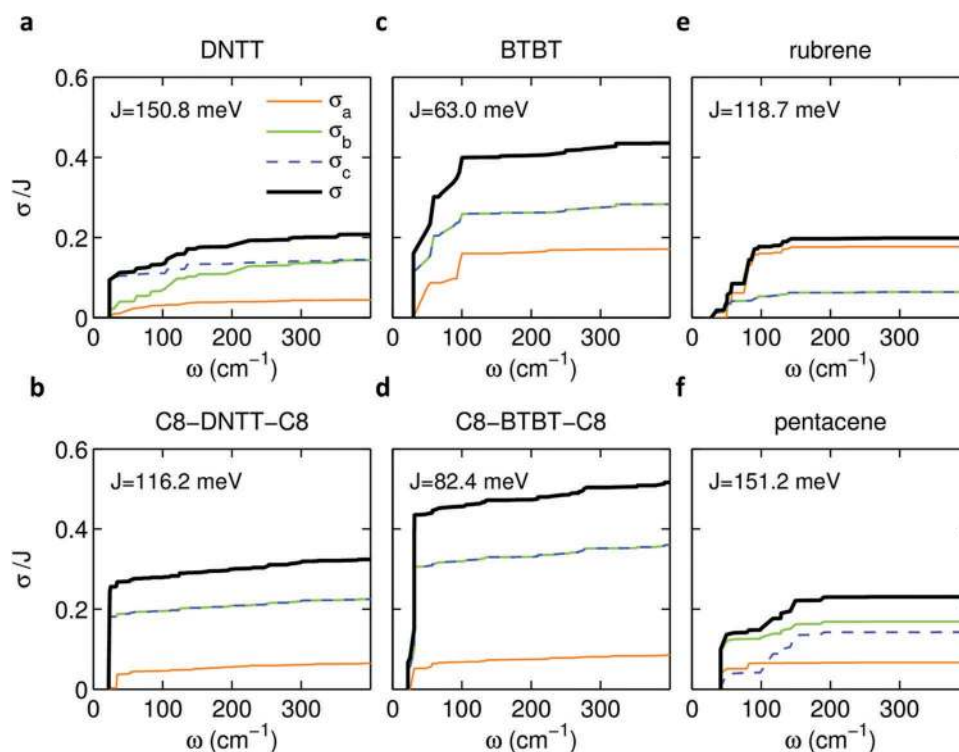 a
DNTT
c
BTBT
e
rubrene
0.6
0.4
0.2
0
σ/J
J=150.8 meV
σa
σb
σc
σ
J=63.0 meV
J=118.7 meV
0 100 200 300
0 100 200 300
0 100 200 300
ω (cm⁻¹)
ω (cm⁻¹)
ω (cm⁻¹)
b
C8−DNTT−C8
d
C8−BTBT−C8
f
pentacene
0.6
0.4
0.2
0
σ/J
J=116.2 meV
J=82.4 meV
J=151.2 meV
0 100 200 300
0 100 200 300
0 100 200 300
ω (cm⁻¹)
ω (cm⁻¹)
ω (cm⁻¹)